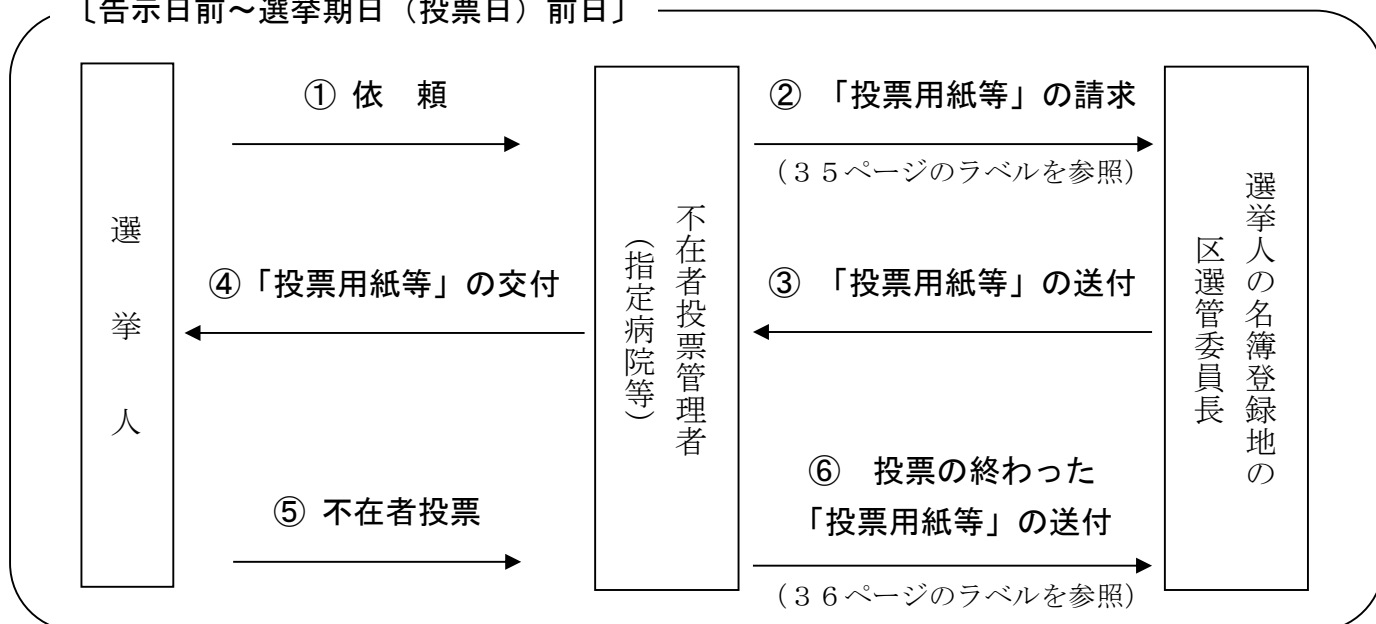 〔告示日前～選挙期日（投票日）前日〕
① 依　頼
② 「投票用紙等」の請求
（３５ページのラベルを参照）
選挙人
不在者投票管理者
（指定病院等）
選挙人の名簿登録地の
区選管委員長
④「投票用紙等」の交付
③ 「投票用紙等」の送付
⑤ 不在者投票
⑥　投票の終わった
「投票用紙等」の送付
（３６ページのラベルを参照）